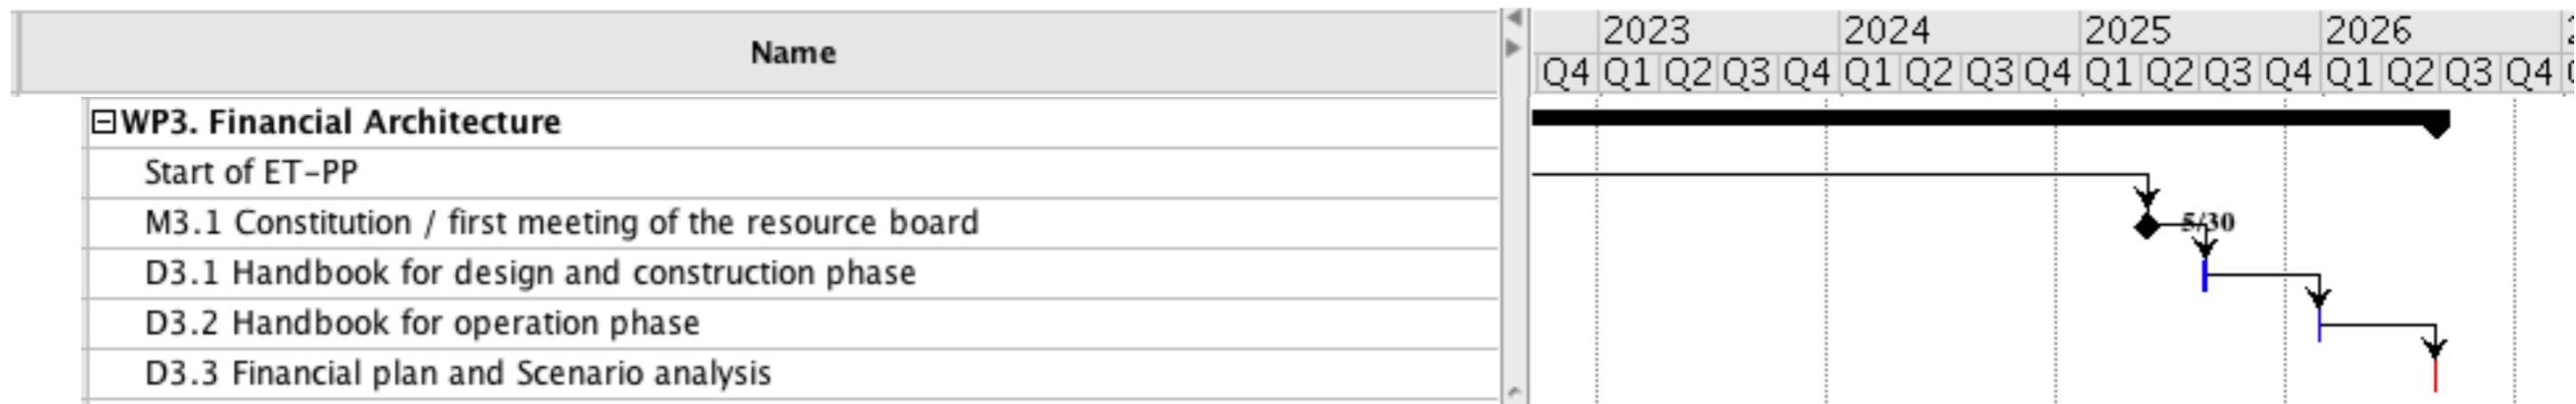 Name
2023 2024 2025 2026
Q4 Q1 Q2 Q3 Q4 Q1 Q2 Q3 Q4 Q1 Q2 Q3 Q4 Q1 Q2 Q3 Q4
WP3. Financial Architecture
Start of ET-PP
M3.1 Constitution / first meeting of the resource board
5/30
D3.1 Handbook for design and construction phase
D3.2 Handbook for operation phase
D3.3 Financial plan and Scenario analysis